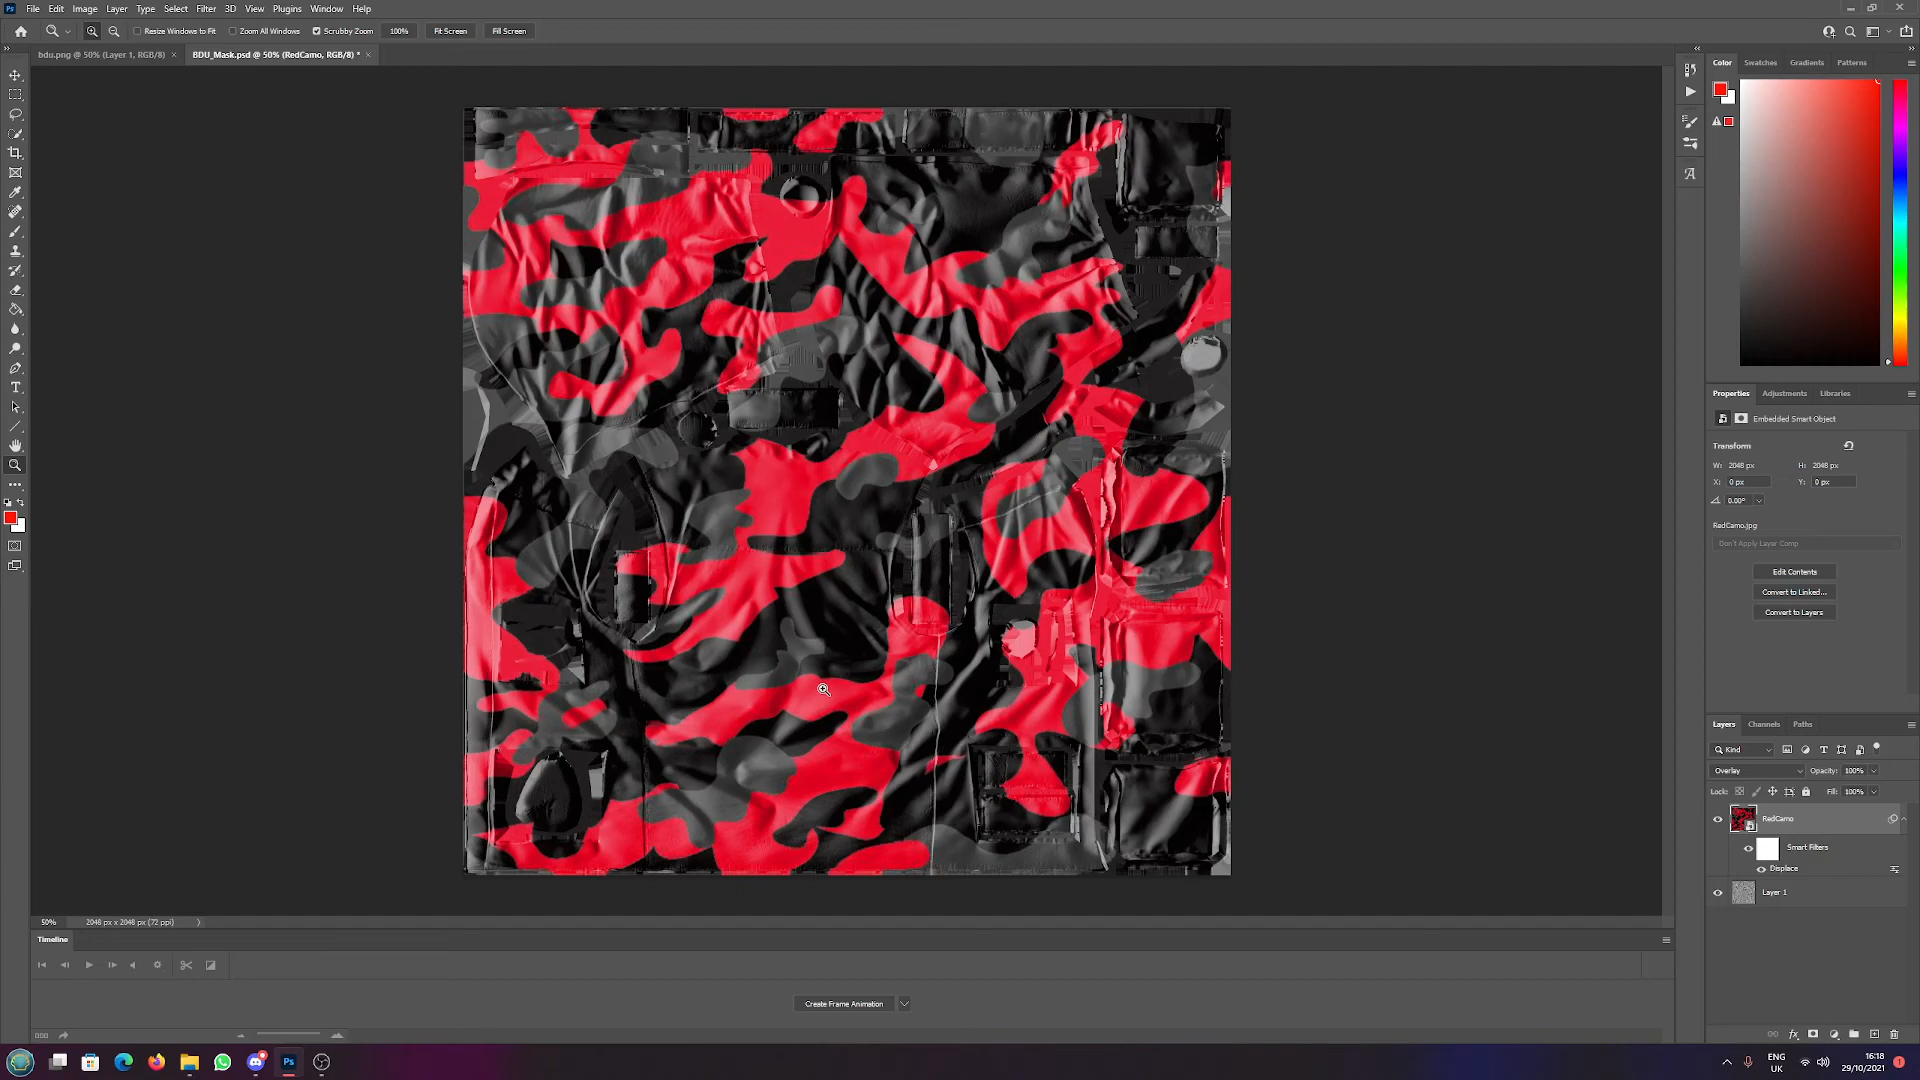 Ps File Edit Image Layer Type Select Filter 3D View Plugins Window Help
Resize Windows to Fit Zoom All Windows Scrubby Zoom 100% Fit Screen Fill Screen
bdu.png @ 50% (Layer 1, RGB/8) × BDU_Mask.psd @ 50% (RedCamo, RGB/8) * ×
Color Swatches Gradients Patterns
Properties Adjustments Libraries
Embedded Smart Object
Transform
W: 2048 px H: 2048 px
X: 0 px Y: 0 px
0.00°
RedCamo.jpg
Don't Apply Layer Comp
Edit Contents
Convert to Linked...
Convert to Layers
Layers Channels Paths
Kind
Overlay Opacity: 100%
Lock: Fill: 100%
RedCamo
Smart Filters
Displace
Layer 1
fx
50% 2048 px x 2048 px (72 ppi)
Timeline
Create Frame Animation
Ps
ENG
UK
16:18
29/10/2021
1